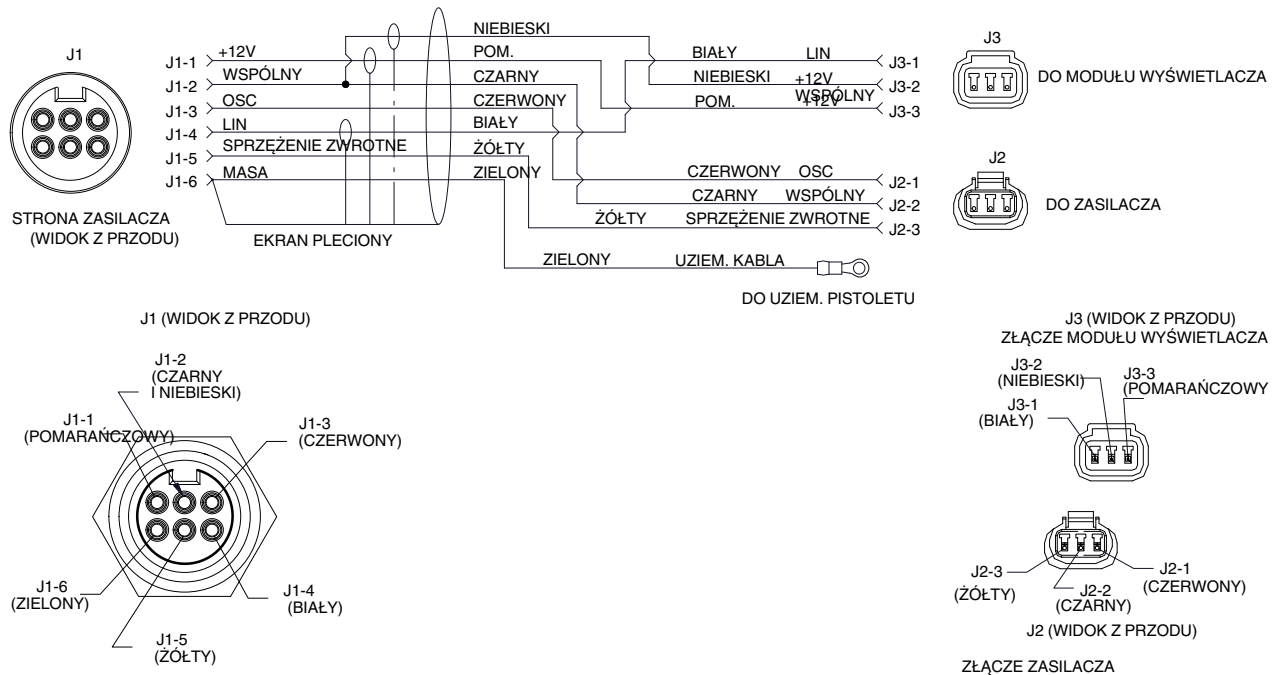 J1
J1-1
+12V
J1-2
WSPÓLNY
J1-3
OSC
J1-4
LIN
J1-5
SPRZĘŻENIE ZWROTNE
J1-6
MASA
NIEBIESKI
POM.
CZARNY
CZERWONY
BIAŁY
ŻÓŁTY
ZIELONY
EKRAN PLECIONY
STRONA ZASILACZA
(WIDOK Z PRZODU)
BIAŁY LIN J3-1
NIEBIESKI +12V WSPÓLNY J3-2
POM. +12V J3-3
J3
DO MODUŁU WYŚWIETLACZA
CZERWONY OSC J2-1
CZARNY WSPÓLNY J2-2
ŻÓŁTY SPRZĘŻENIE ZWROTNE J2-3
J2
DO ZASILACZA
ZIELONY UZIEM. KABLA
DO UZIEM. PISTOLETU
J1 (WIDOK Z PRZODU)
J1-2
(CZARNY
I NIEBIESKI)
J1-1
(POMARAŃCZOWY)
J1-3
(CZERWONY)
J1-6
(ZIELONY)
J1-4
(BIAŁY)
J1-5
(ŻÓŁTY)
J3 (WIDOK Z PRZODU)
ZŁĄCZE MODUŁU WYŚWIETLACZA
J3-2
(NIEBIESKI)
J3-3
(POMARAŃCZOWY
J3-1
(BIAŁY)
J2-3
(ŻÓŁTY)
J2-2
(CZARNY)
J2-1
(CZERWONY)
J2 (WIDOK Z PRZODU)
ZŁĄCZE ZASILACZA